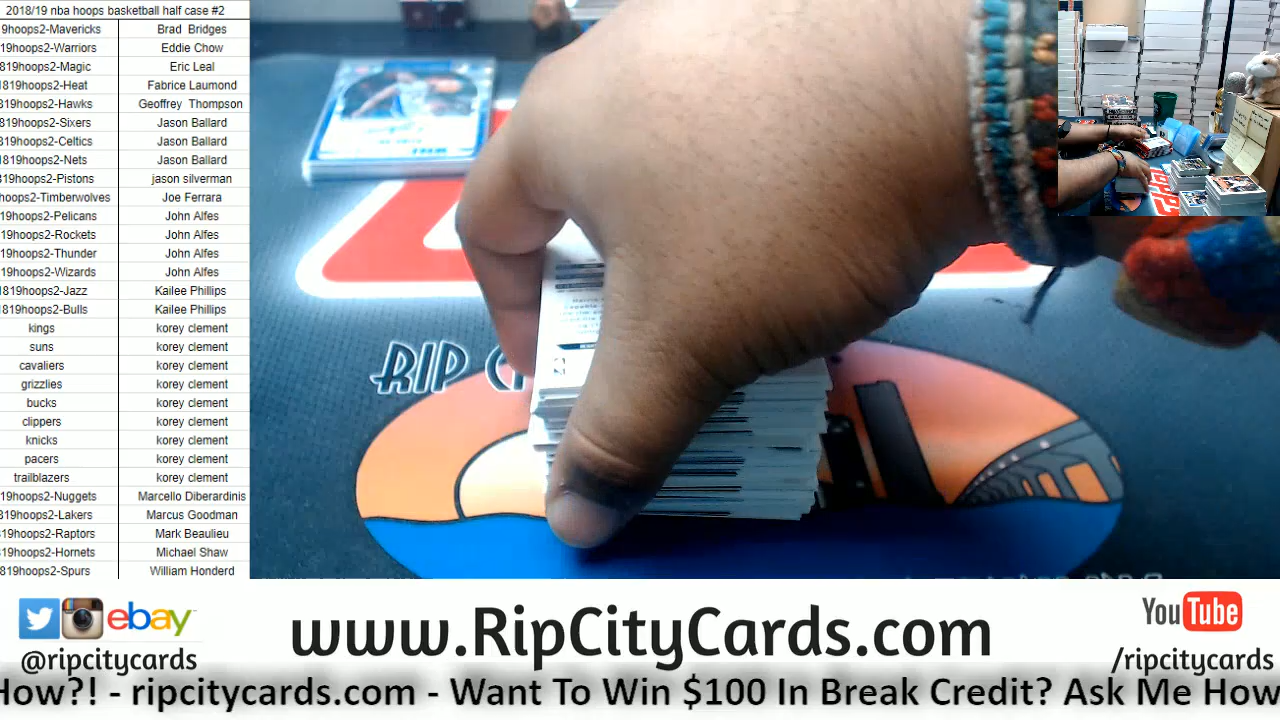 2018/19 nba hoops basketball half case #2
9hoops2-Mavericks Brad Bridges
19hoops2-Warriors Eddie Chow
819hoops2-Magic Eric Leal
1819hoops2-Heat Fabrice Laumond
819hoops2-Hawks Geoffrey Thompson
819hoops2-Sixers Jason Ballard
819hoops2-Celtics Jason Ballard
1819hoops2-Nets Jason Ballard
819hoops2-Pistons jason silverman
hoops2-Timberwolves Joe Ferrara
19hoops2-Pelicans John Alfes
19hoops2-Rockets John Alfes
19hoops2-Thunder John Alfes
19hoops2-Wizards John Alfes
1819hoops2-Jazz Kailee Phillips
1819hoops2-Bulls Kailee Phillips
kings korey clement
suns korey clement
cavaliers korey clement
grizzlies korey clement
bucks korey clement
clippers korey clement
knicks korey clement
pacers korey clement
trailblazers korey clement
19hoops2-Nuggets Marcello Diberardinis
819hoops2-Lakers Marcus Goodman
819hoops2-Raptors Mark Beaulieu
19hoops2-Hornets Michael Shaw
819hoops2-Spurs William Honderd
RIP C
ebay
@ripcitycards
www.RipCityCards.com
YouTube
/ripcitycards
How?! - ripcitycards.com - Want To Win $100 In Break Credit? Ask Me How